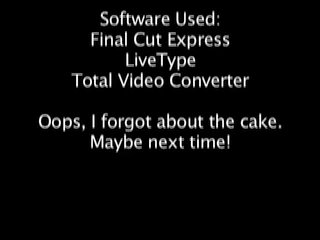 Software Used:
Final Cut Express
LiveType
Total Video Converter
Oops, I forgot about the cake.
Maybe next time!